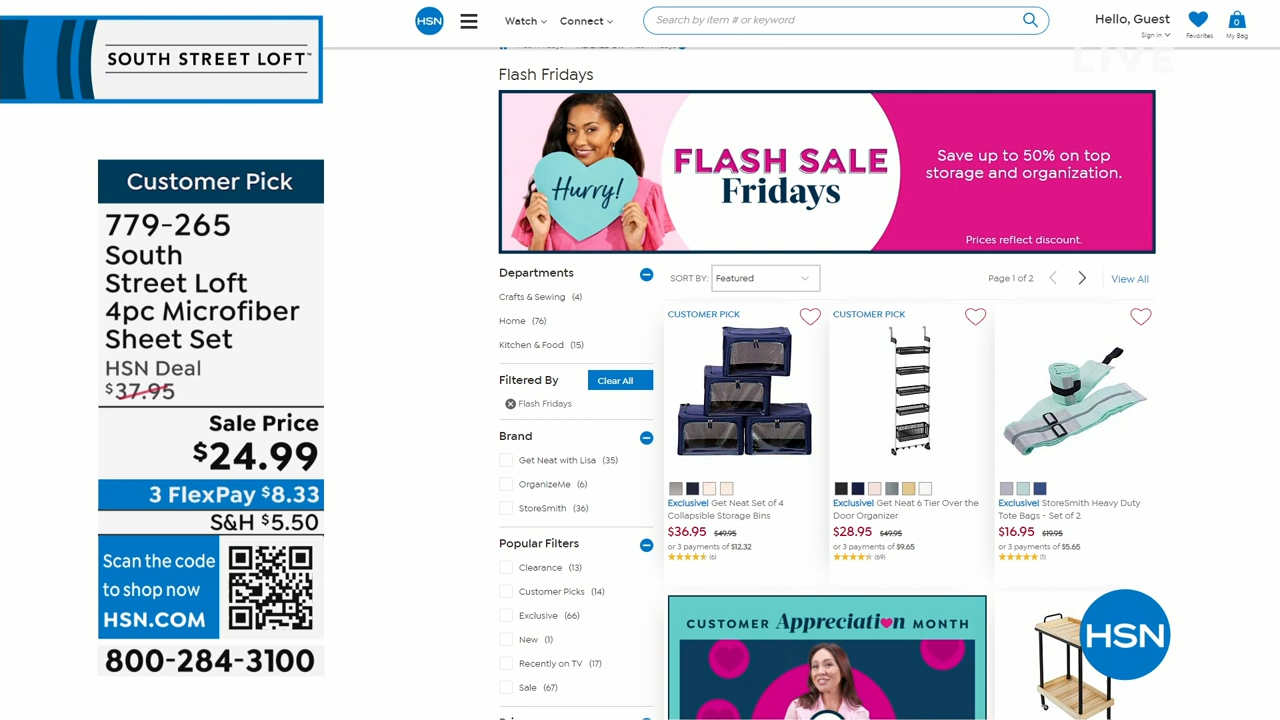 SOUTH STREET LOFT™
Customer Pick
779-265
South
Street Loft
4pc Microfiber
Sheet Set
HSN Deal
$37.95
Sale Price
$24.99
3 FlexPay $8.33
S&H $5.50
Scan the code
to shop now
HSN.COM
800-284-3100
HSN
Watch
Connect
Search by item # or keyword
Hello, Guest
Sign in
Favorites
0
My Bag
LIVE
Flash Fridays
Hurry!
FLASH SALE
Fridays
Save up to 50% on top
storage and organization.
Prices reflect discount.
Departments
Crafts & Sewing (4)
Home (76)
Kitchen & Food (15)
Filtered By
Clear All
Flash Fridays
Brand
Get Neat with Lisa (35)
OrganizeMe (6)
StoreSmith (36)
Popular Filters
Clearance (13)
Customer Picks (14)
Exclusive (66)
New (1)
Recently on TV (17)
Sale (67)
SORT BY: Featured
Page 1 of 2
View All
CUSTOMER PICK
Exclusive! Get Neat Set of 4
Collapsible Storage Bins
$36.95 $49.95
or 3 payments of $12.32
(6)
CUSTOMER PICK
Exclusive! Get Neat 6 Tier Over the
Door Organizer
$28.95 $49.95
or 3 payments of $9.65
(69)
Exclusive! StoreSmith Heavy Duty
Tote Bags - Set of 2
$16.95 $19.95
or 3 payments of $5.65
(1)
CUSTOMER Appreciation MONTH
HSN